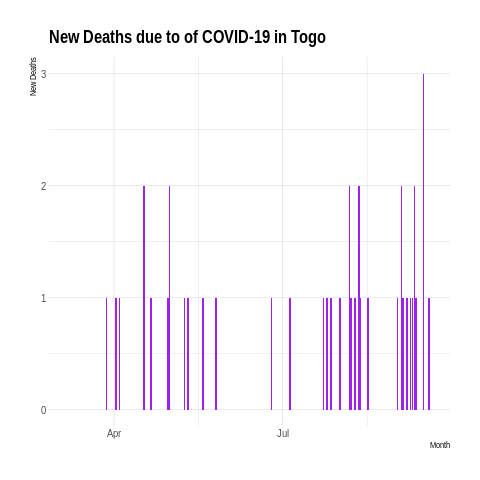 New Deaths due to of COVID-19 in Togo
New Deaths
3
2
1
0
Apr
Jul
Month